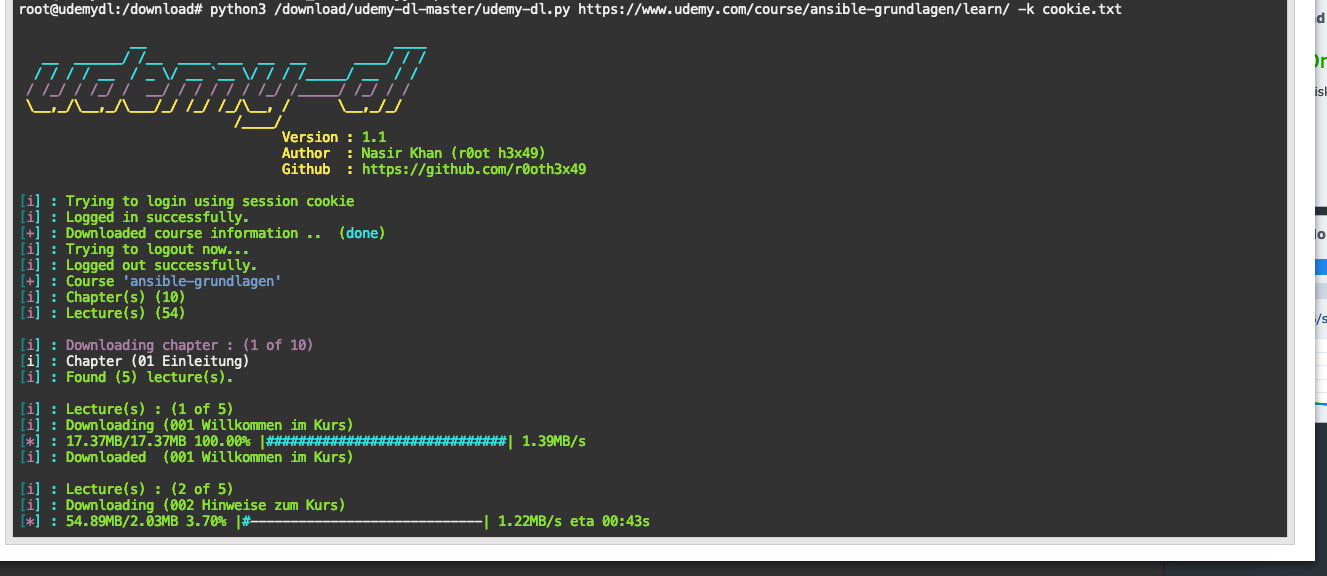 root@udemydl:/download# python3 /download/udemy-dl-master/udemy-dl.py https://www.udemy.com/course/ansible-grundlagen/learn/ -k cookie.txt
udemy-dl
Version : 1.1
Author : Nasir Khan (r0ot h3x49)
Github : https://github.com/r0oth3x49
[i] : Trying to login using session cookie
[i] : Logged in successfully.
[+] : Downloaded course information .. (done)
[i] : Trying to logout now...
[i] : Logged out successfully.
[+] : Course 'ansible-grundlagen'
[i] : Chapter(s) (10)
[i] : Lecture(s) (54)
[i] : Downloading chapter : (1 of 10)
[i] : Chapter (01 Einleitung)
[i] : Found (5) lecture(s).
[i] : Lecture(s) : (1 of 5)
[i] : Downloading (001 Willkommen im Kurs)
[*] : 17.37MB/17.37MB 100.00% |##############################| 1.39MB/s
[i] : Downloaded (001 Willkommen im Kurs)
[i] : Lecture(s) : (2 of 5)
[i] : Downloading (002 Hinweise zum Kurs)
[*] : 54.89MB/2.03MB 3.70% |#-----------------------------| 1.22MB/s eta 00:43s